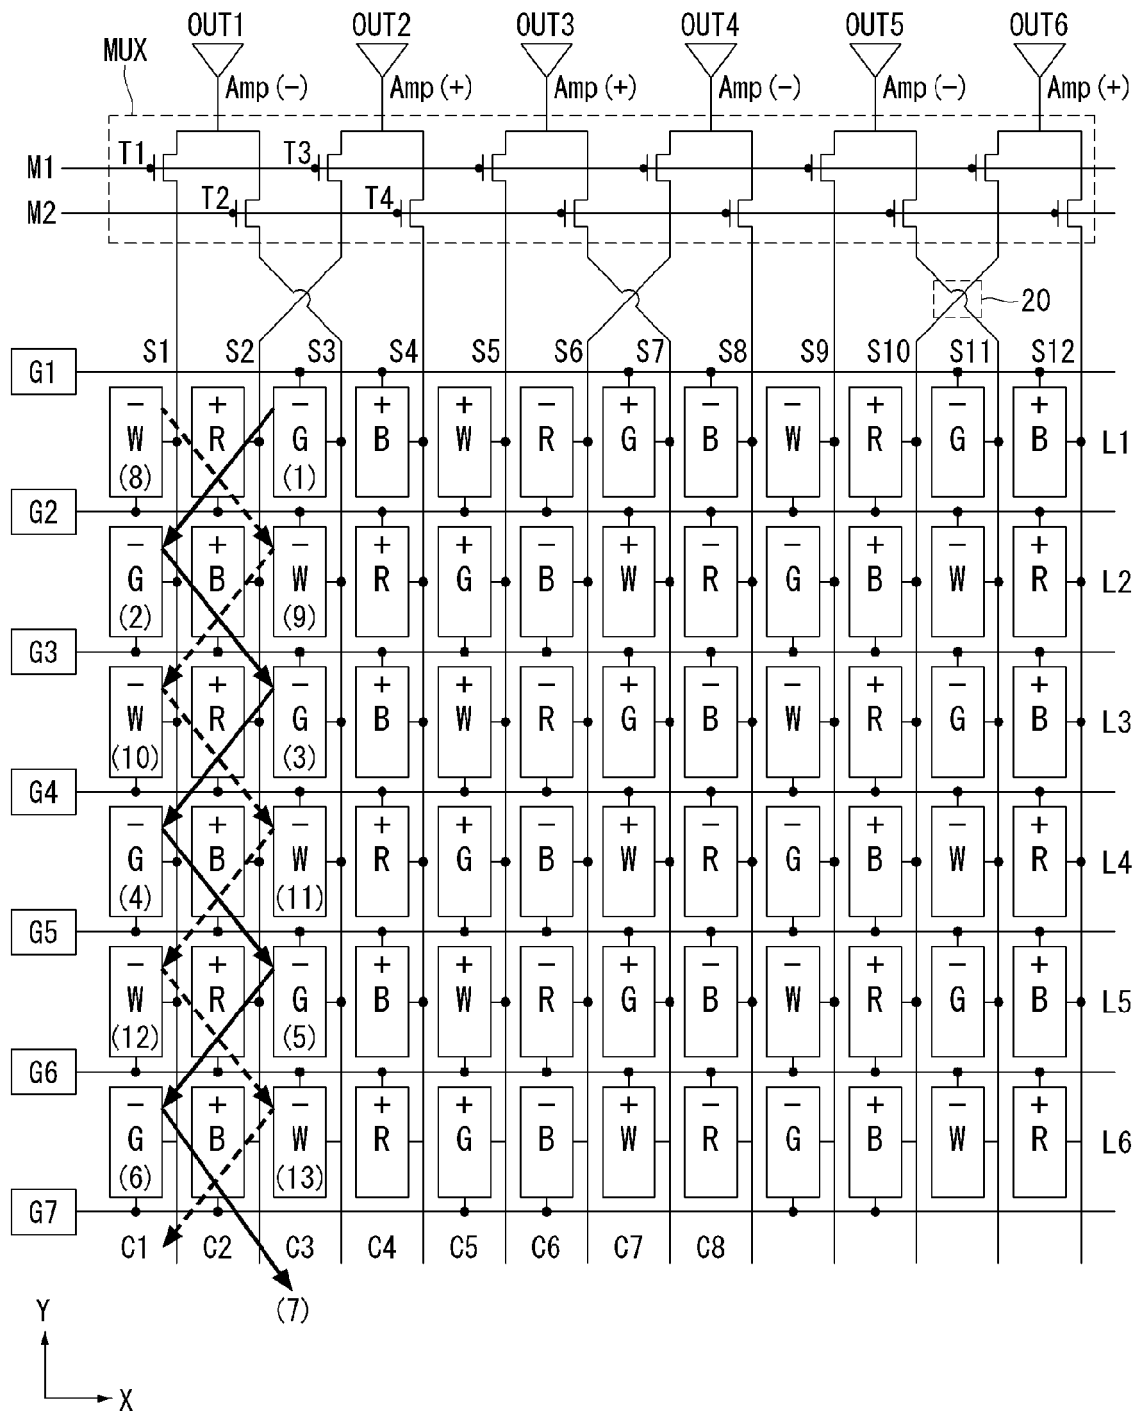 OUT1 OUT2 OUT3 OUT4 OUT5 OUT6
MUX
Amp(-) Amp(+) Amp(+) Amp(-) Amp(-) Amp(+)
M1 T1 T3
M2 T2 T4
20
S1 S2 S3 S4 S5 S6 S7 S8 S9 S10 S11 S12
G1
− + − + + − + − − + − +
W R G B W R G B W R G B L1
(8) (1)
G2
− + − + + − + − − + − +
G B W R G B W R G B W R L2
(2) (9)
G3
− + − + + − + − − + − +
W R G B W R G B W R G B L3
(10) (3)
G4
− + − + + − + − − + − +
G B W R G B W R G B W R L4
(4) (11)
G5
− + − + + − + − − + − +
W R G B W R G B W R G B L5
(12) (5)
G6
− + − + + − + − − + − +
G B W R G B W R G B W R L6
(6) (13)
G7
C1 C2 C3 C4 C5 C6 C7 C8
(7)
Y
X